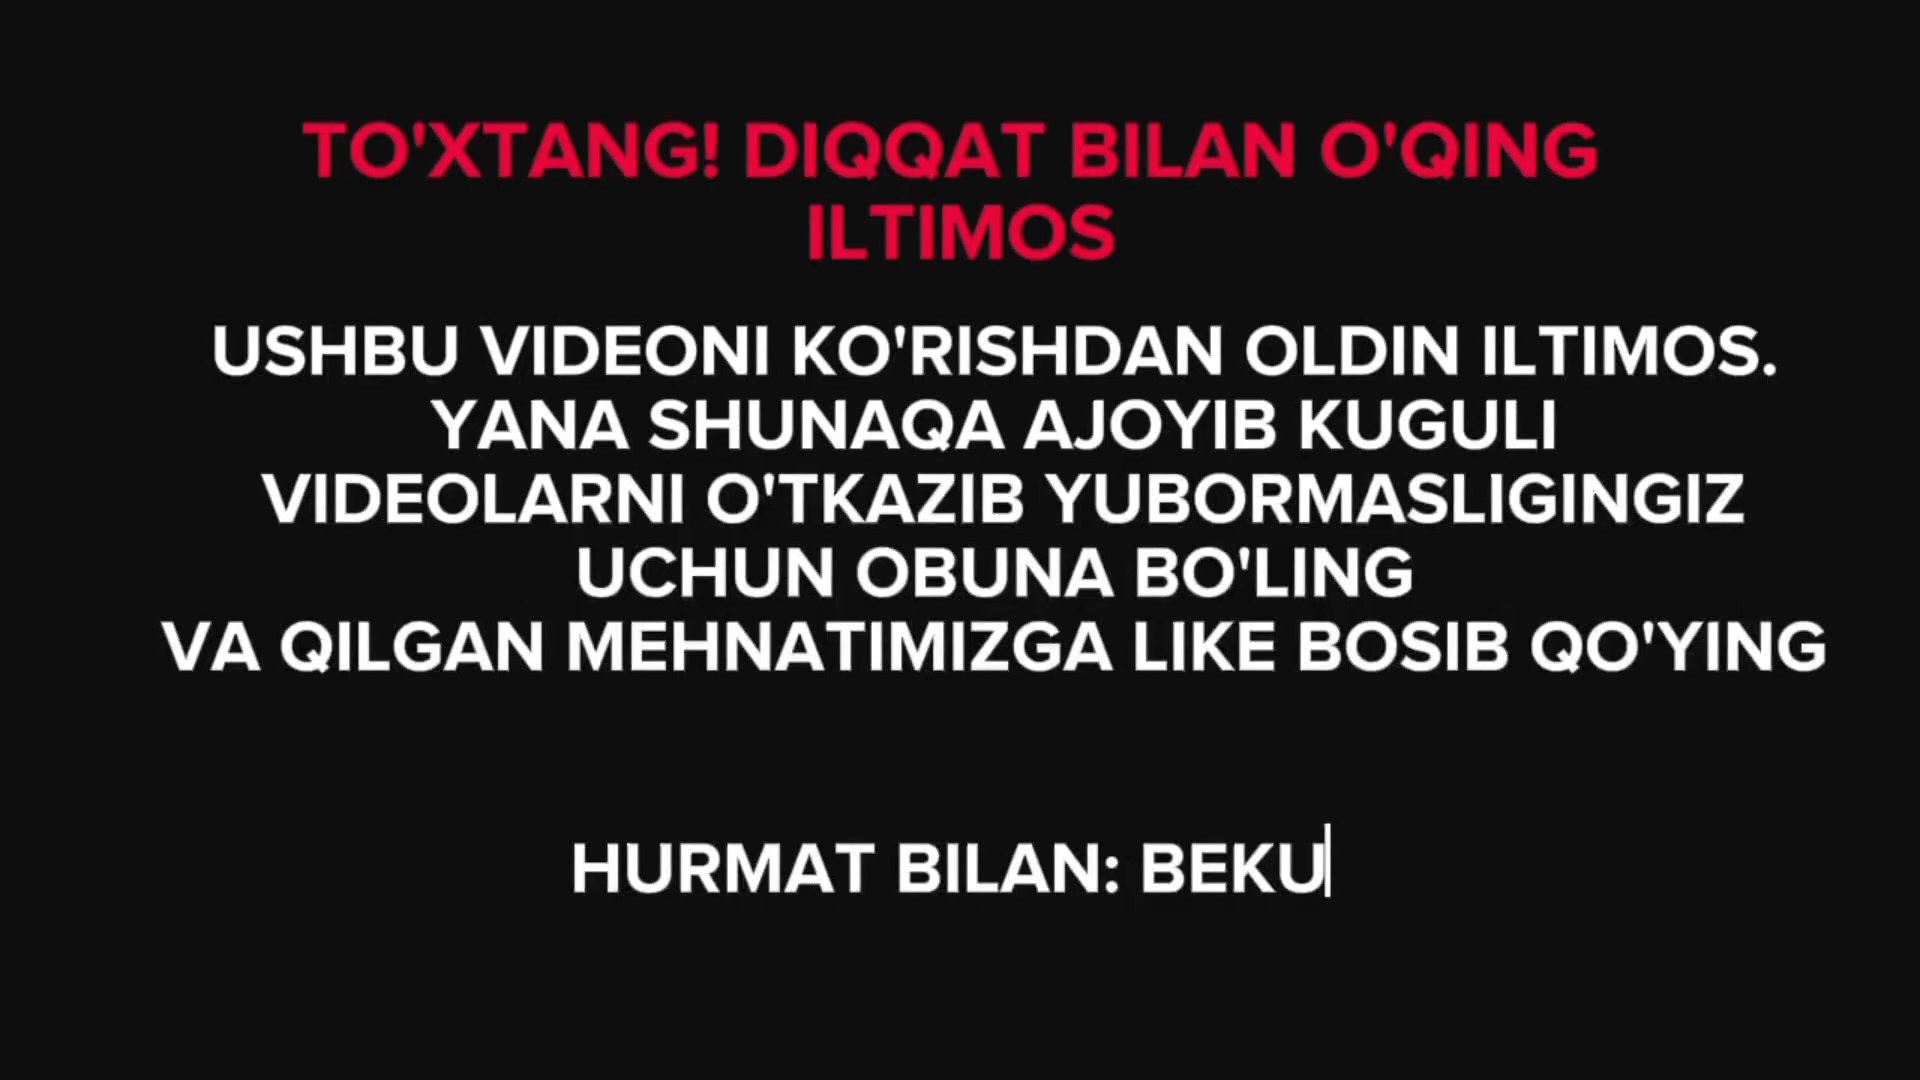 TO'XTANG! DIQQAT BILAN O'QING
ILTIMOS
USHBU VIDEONI KO'RISHDAN OLDIN ILTIMOS.
YANA SHUNAQA AJOYIB KUGULI
VIDEOLARNI O'TKAZIB YUBORMASLIGINGIZ
UCHUN OBUNA BO'LING
VA QILGAN MEHNATIMIZGA LIKE BOSIB QO'YING
HURMAT BILAN: BEKU